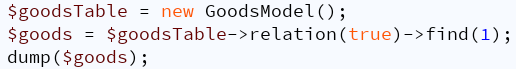 $goodsTable = new GoodsModel();
$goods = $goodsTable->relation(true)->find(1);
dump($goods);